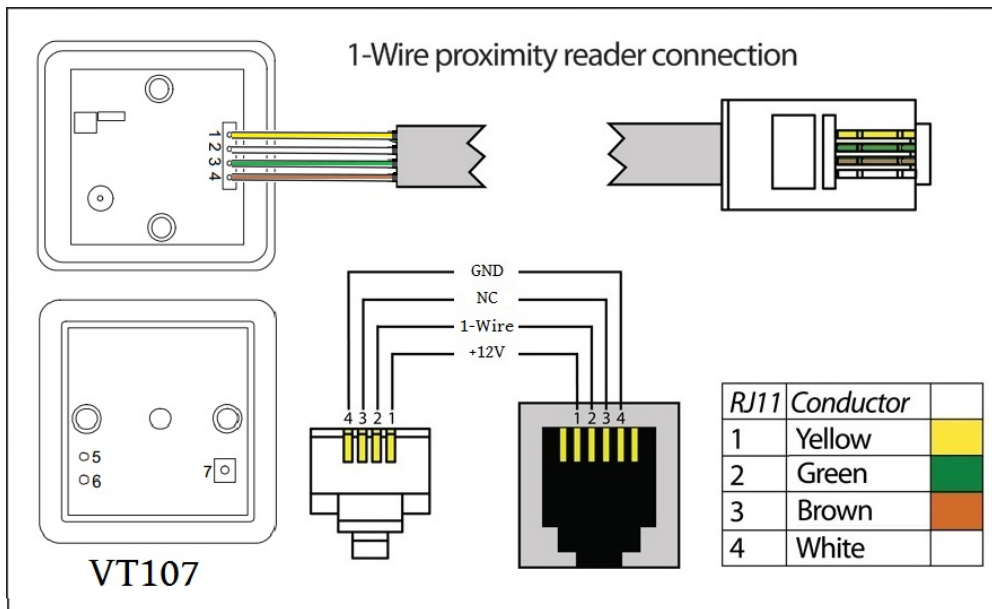 1-Wire proximity reader connection
1
2
3
4
GND
NC
1-Wire
+12V
4 3 2 1
1 2 3 4
5
6
7
VT107
RJ11 Conductor
1 Yellow
2 Green
3 Brown
4 White